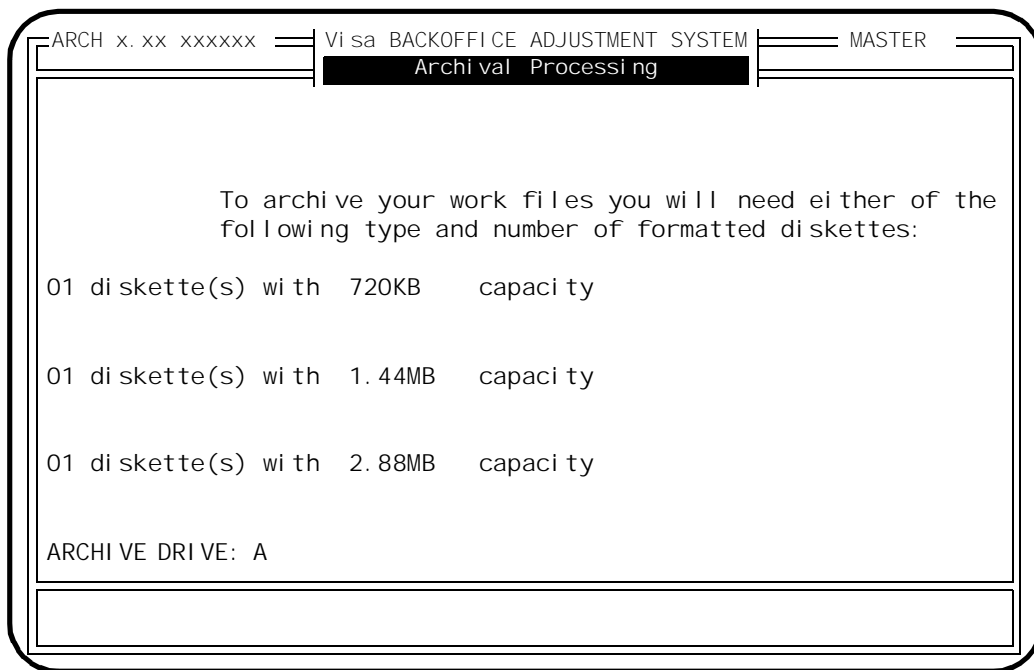 ARCH x.xx xxxxxx Visa BACKOFFICE ADJUSTMENT SYSTEM MASTER
Archival Processing
To archive your work files you will need either of the
following type and number of formatted diskettes:
01 diskette(s) with 720KB capacity
01 diskette(s) with 1.44MB capacity
01 diskette(s) with 2.88MB capacity
ARCHIVE DRIVE: A